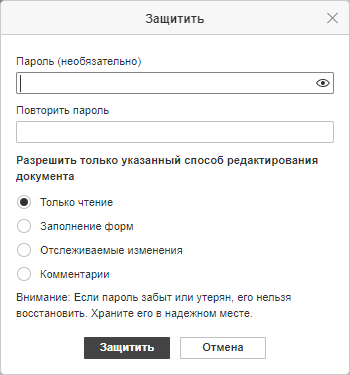 Защитить
Пароль (необязательно)
Повторить пароль
Разрешить только указанный способ редактирования
документа
Только чтение
Заполнение форм
Отслеживаемые изменения
Комментарии
Внимание: Если пароль забыт или утерян, его нельзя
восстановить. Храните его в надежном месте.
Защитить
Отмена